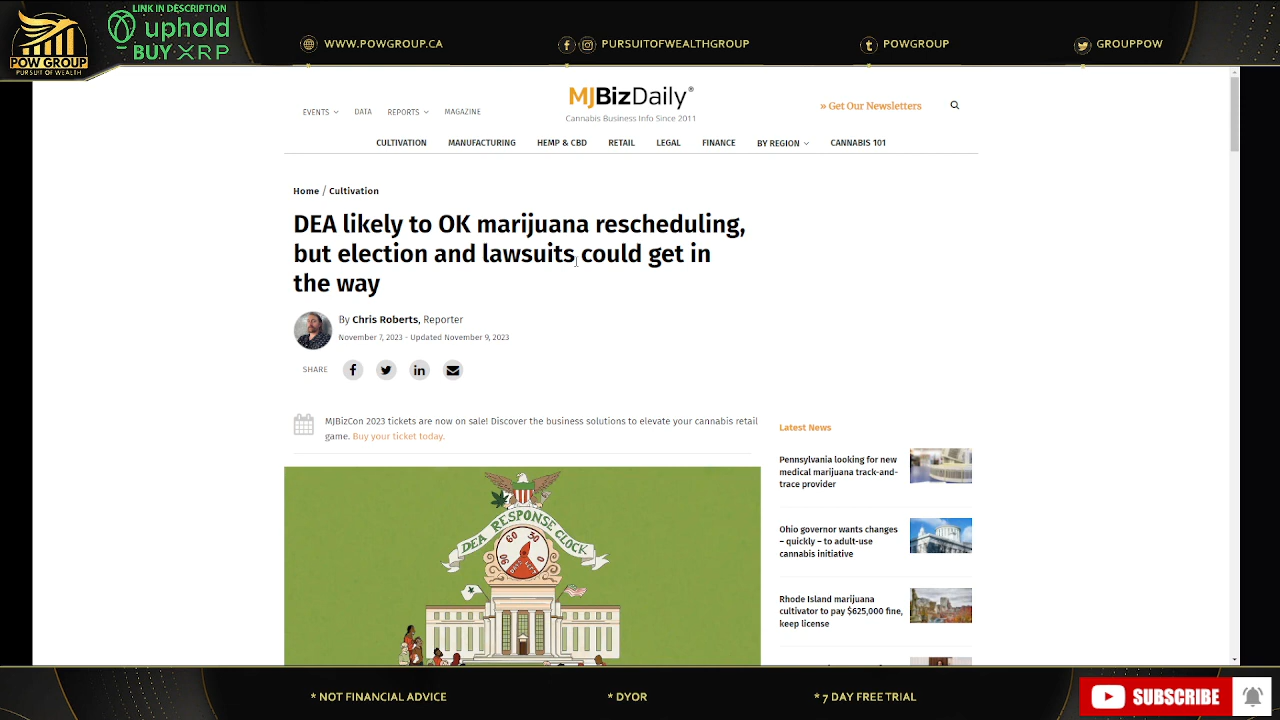 LINK IN DESCRIPTION
uphold
BUY XRP
POW GROUP
PURSUIT OF WEALTH
WWW.POWGROUP.CA
PURSUITOFWEALTHGROUP
POWGROUP
GROUPPOW
EVENTS
DATA
REPORTS
MAGAZINE
MJBizDaily®
Cannabis Business Info Since 2011
» Get Our Newsletters
CULTIVATION
MANUFACTURING
HEMP & CBD
RETAIL
LEGAL
FINANCE
BY REGION
CANNABIS 101
Home / Cultivation
DEA likely to OK marijuana rescheduling,
but election and lawsuits could get in
the way
By Chris Roberts, Reporter
November 7, 2023 - Updated November 9, 2023
SHARE
MJBizCon 2023 tickets are now on sale! Discover the business solutions to elevate your cannabis retail
game. Buy your ticket today.
DEA RESPONSE CLOCK
90
60
30
0
DAYS LEFT
Latest News
Pennsylvania looking for new
medical marijuana track-and-
trace provider
Ohio governor wants changes
– quickly – to adult-use
cannabis initiative
Rhode Island marijuana
cultivator to pay $625,000 fine,
keep license
* NOT FINANCIAL ADVICE
* DYOR
* 7 DAY FREE TRIAL
SUBSCRIBE